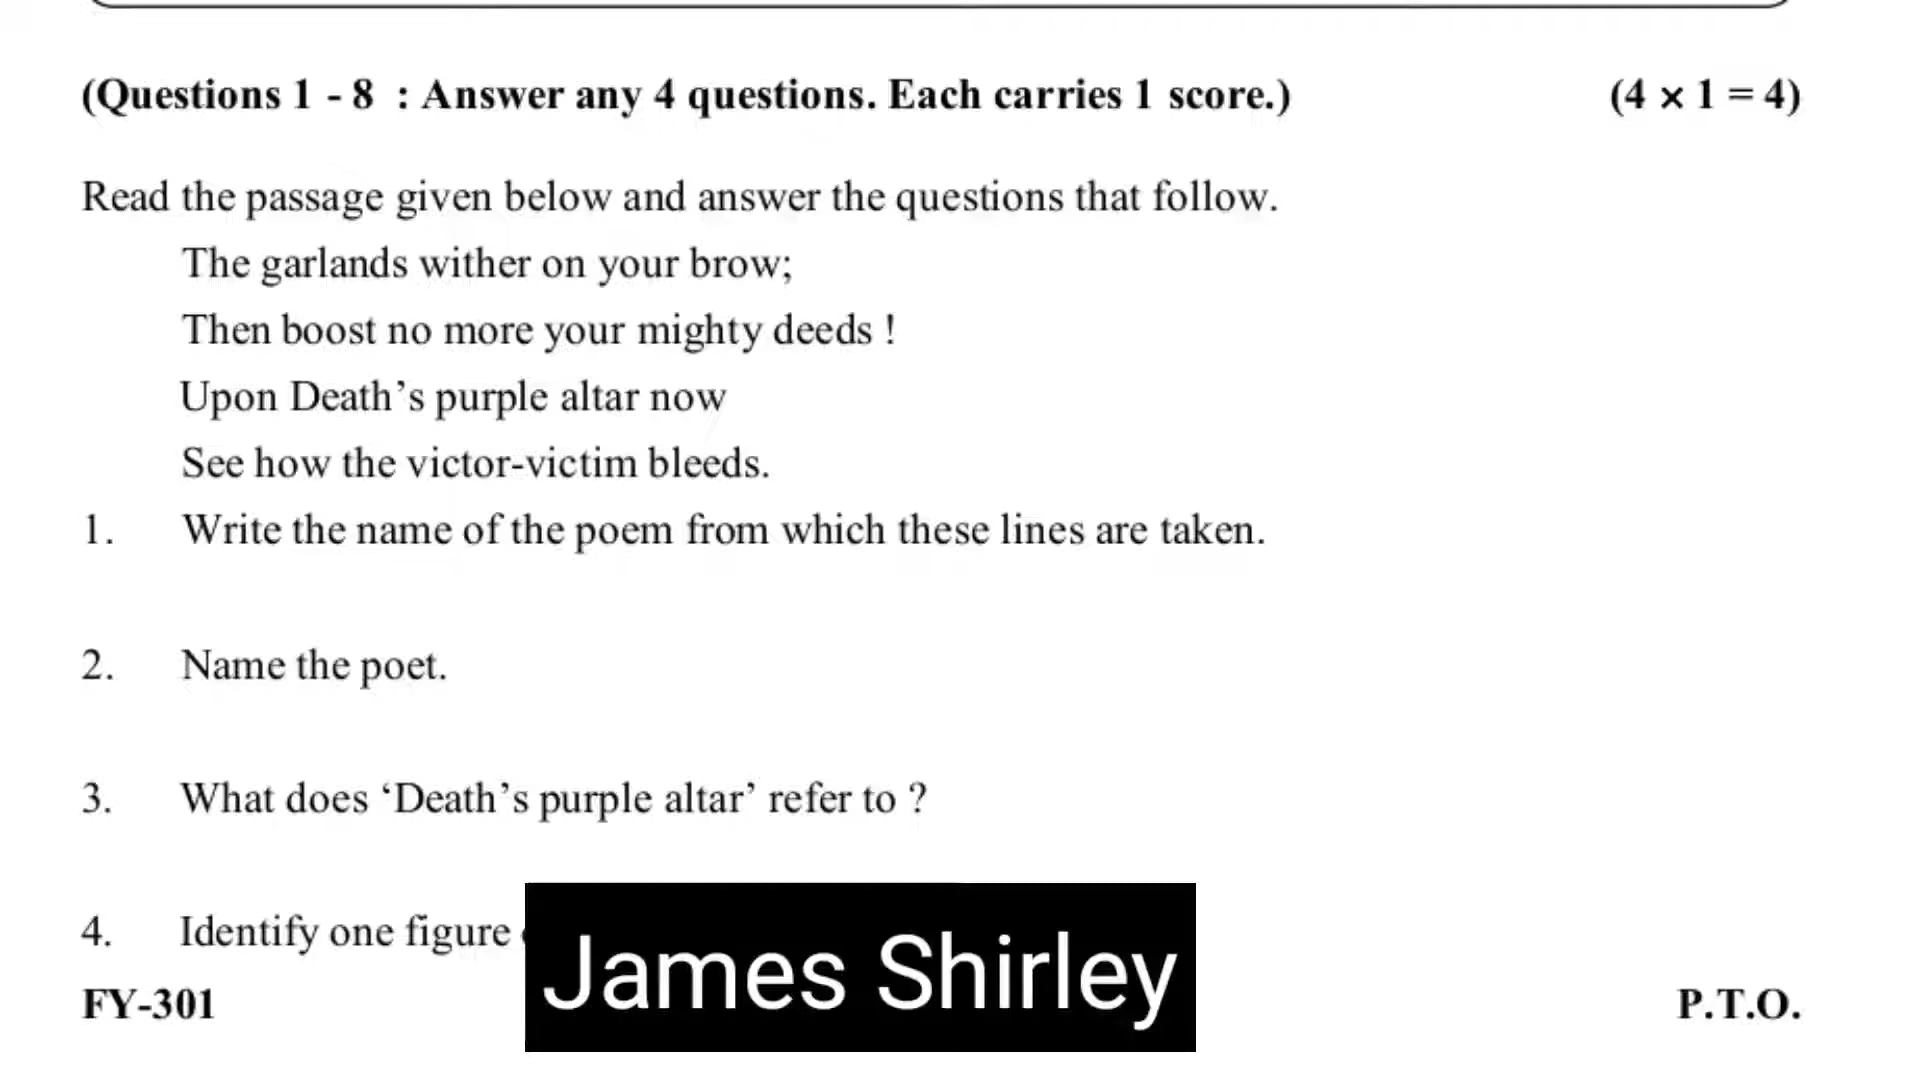 (Questions 1 - 8 : Answer any 4 questions. Each carries 1 score.) (4 × 1 = 4)
Read the passage given below and answer the questions that follow.
The garlands wither on your brow;
Then boost no more your mighty deeds !
Upon Death’s purple altar now
See how the victor-victim bleeds.
1. Write the name of the poem from which these lines are taken.
2. Name the poet.
3. What does ‘Death’s purple altar’ refer to ?
4. Identify one figure
James Shirley
FY-301 P.T.O.